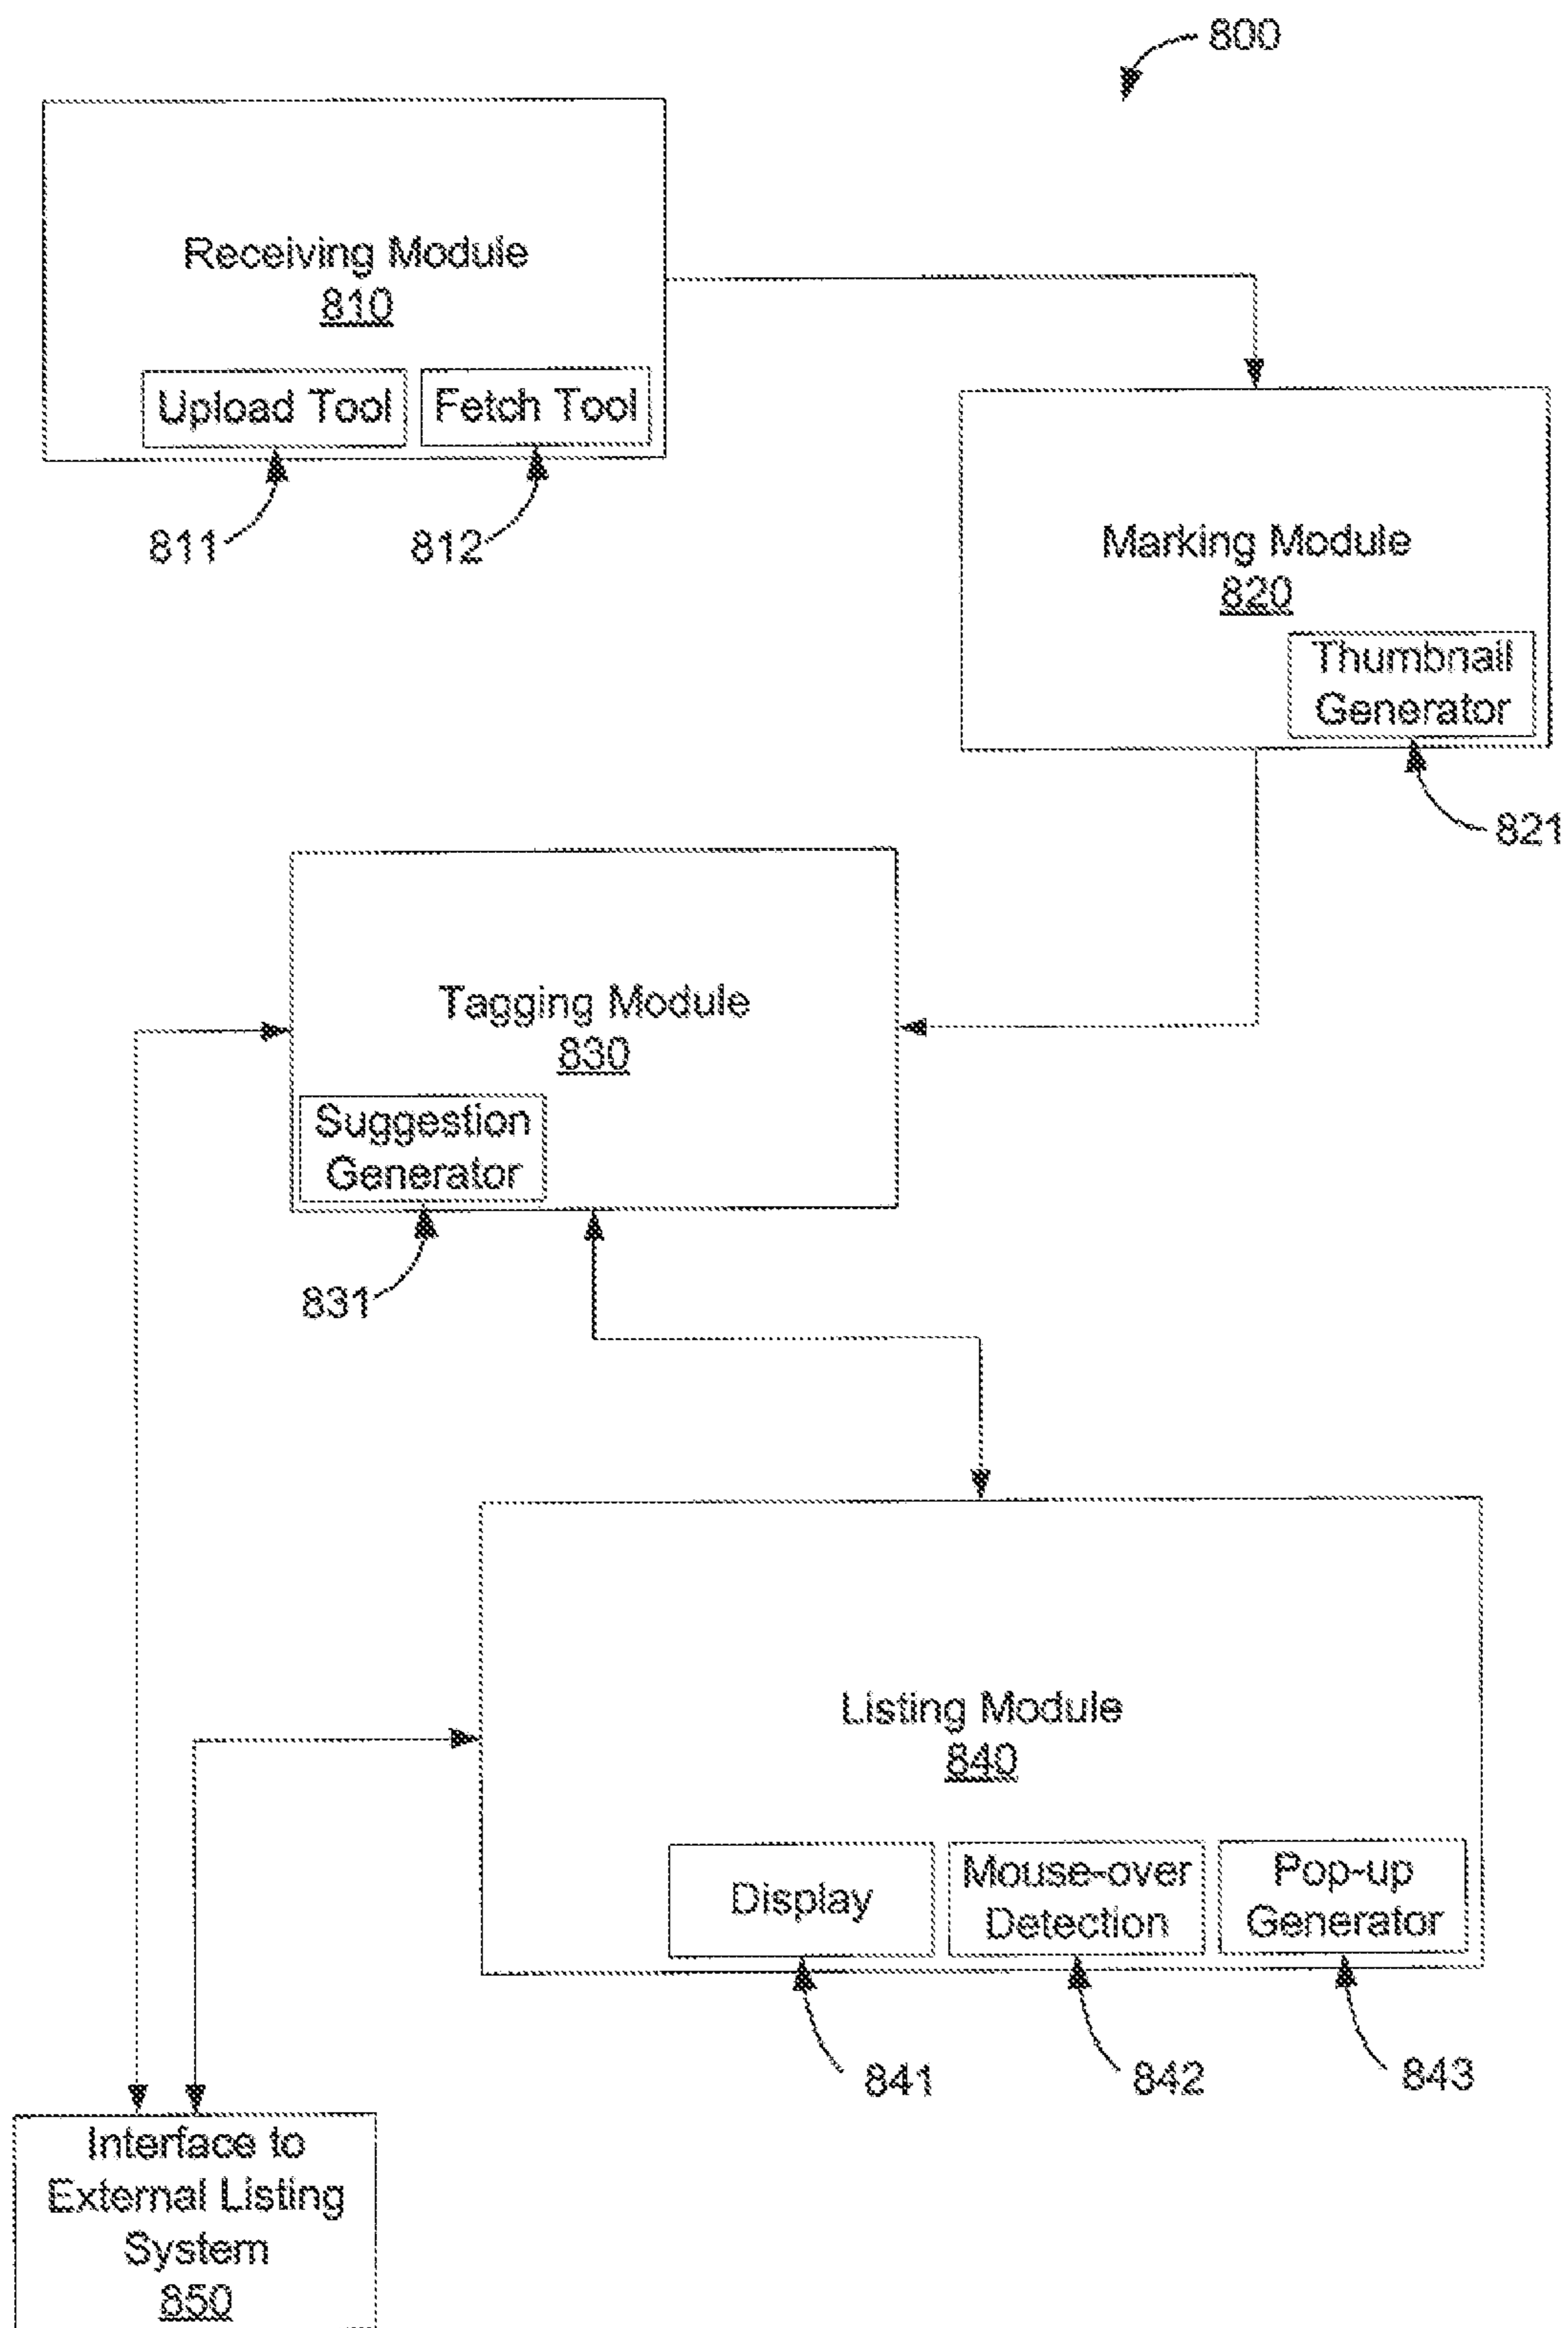 800
Receiving Module
810
Upload Tool
Fetch Tool
811
812
Marking Module
820
Thumbnail
Generator
821
Tagging Module
830
Suggestion
Generator
831
Listing Module
840
Display
Mouse-over
Detection
Pop-up
Generator
841
842
843
Interface to
External Listing
System
850